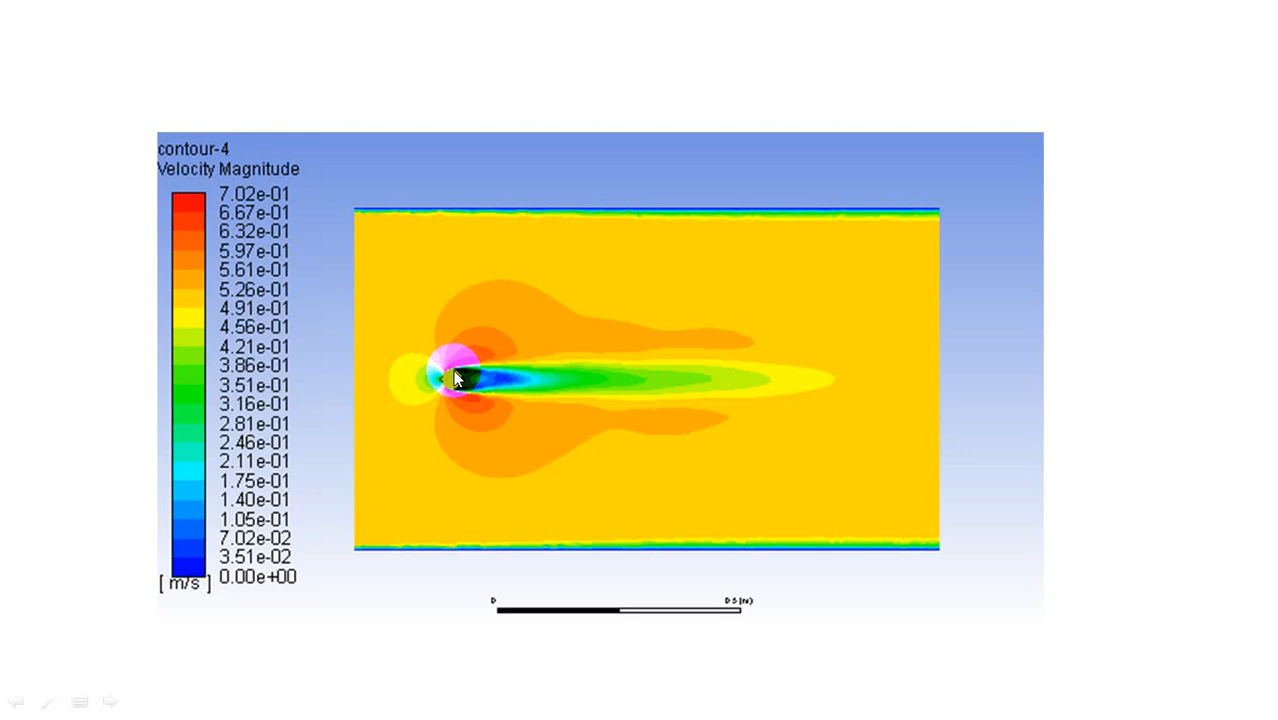 contour-4
Velocity Magnitude
7.02e-01
6.67e-01
6.32e-01
5.97e-01
5.61e-01
5.26e-01
4.91e-01
4.56e-01
4.21e-01
3.86e-01
3.51e-01
3.16e-01
2.81e-01
2.46e-01
2.11e-01
1.75e-01
1.40e-01
1.05e-01
7.02e-02
3.51e-02
0.00e+00
[ m/s ]